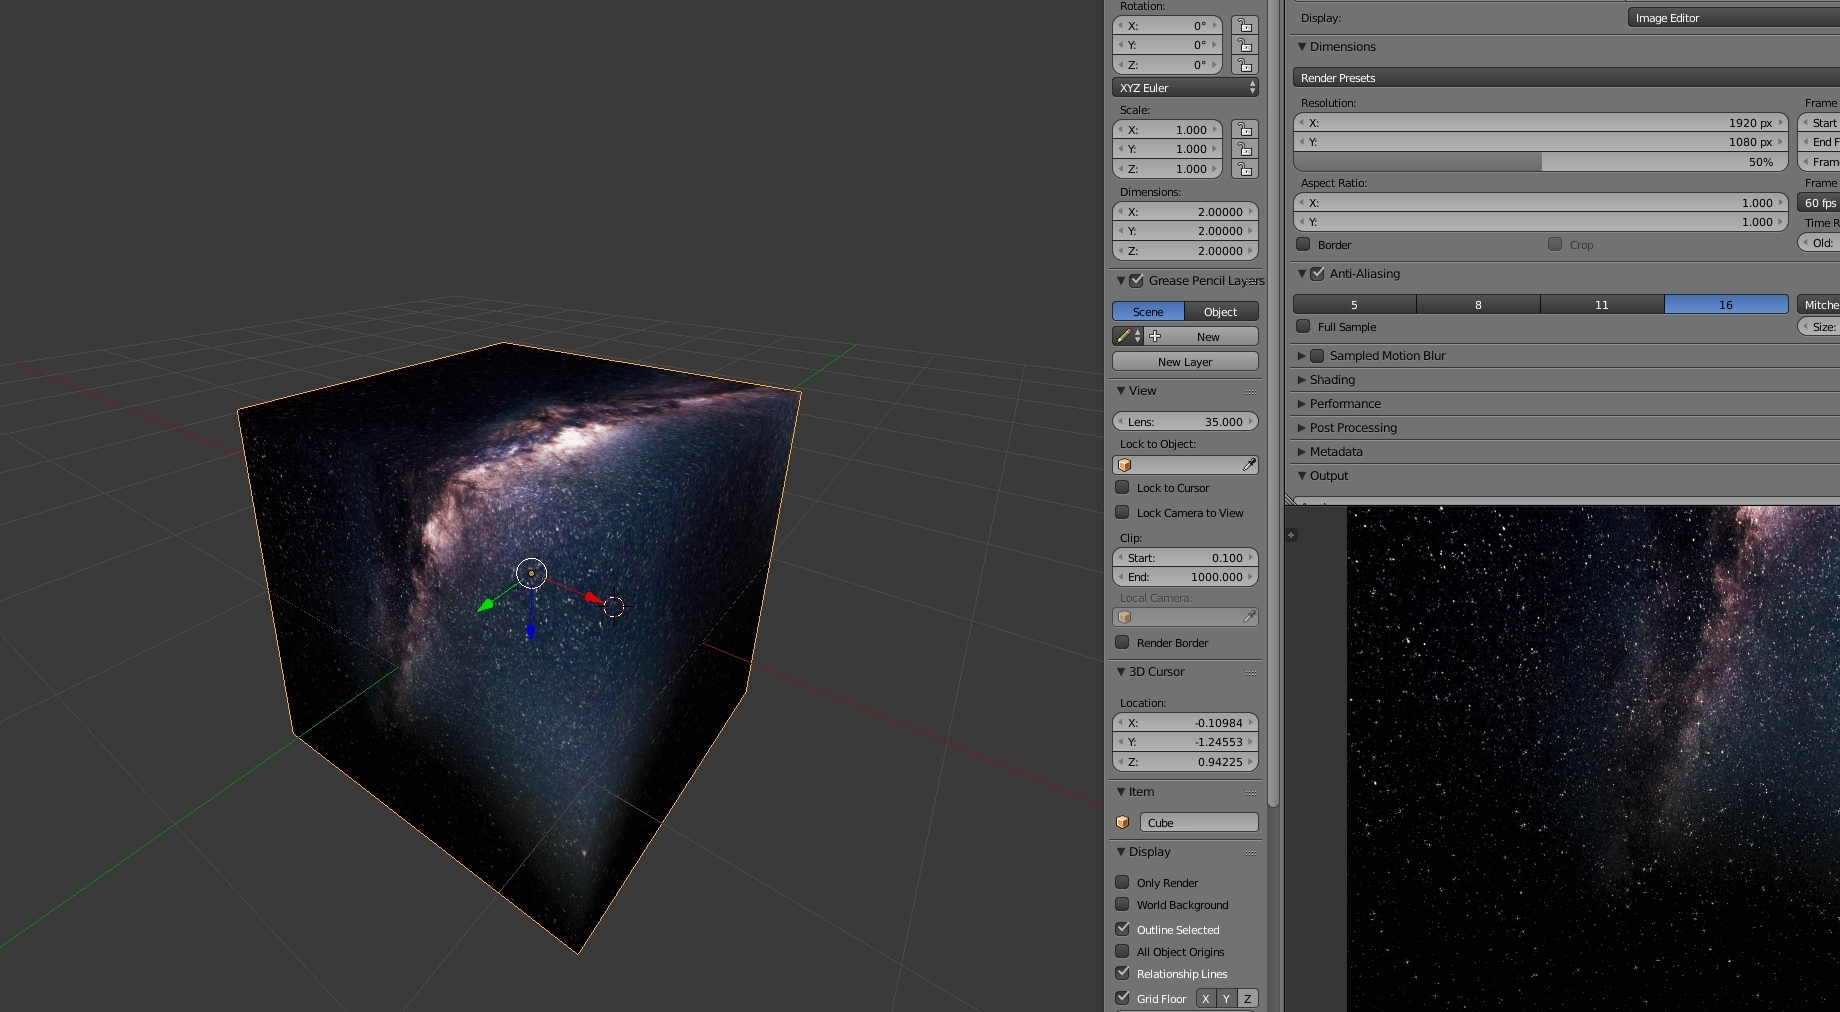 Rotation:
X: 0°
Y: 0°
Z: 0°
XYZ Euler
Scale:
X: 1.000
Y: 1.000
Z: 1.000
Dimensions:
X: 2.00000
Y: 2.00000
Z: 2.00000
Grease Pencil Layers
Scene Object
New
New Layer
View
Lens: 35.000
Lock to Object:
Lock to Cursor
Lock Camera to View
Clip:
Start: 0.100
End: 1000.000
Local Camera:
Render Border
3D Cursor
Location:
X: -0.10984
Y: -1.24553
Z: 0.94225
Item
Cube
Display
Only Render
World Background
Outline Selected
All Object Origins
Relationship Lines
Grid Floor X Y Z
Display: Image Editor
Dimensions
Render Presets
Resolution:
X: 1920 px
Y: 1080 px
50%
Aspect Ratio:
X: 1.000
Y: 1.000
Border Crop
Frame
Start
End F
Fram
Frame
60 fps
Time R
Old:
Anti-Aliasing
5 8 11 16
Mitche
Full Sample
Size:
Sampled Motion Blur
Shading
Performance
Post Processing
Metadata
Output